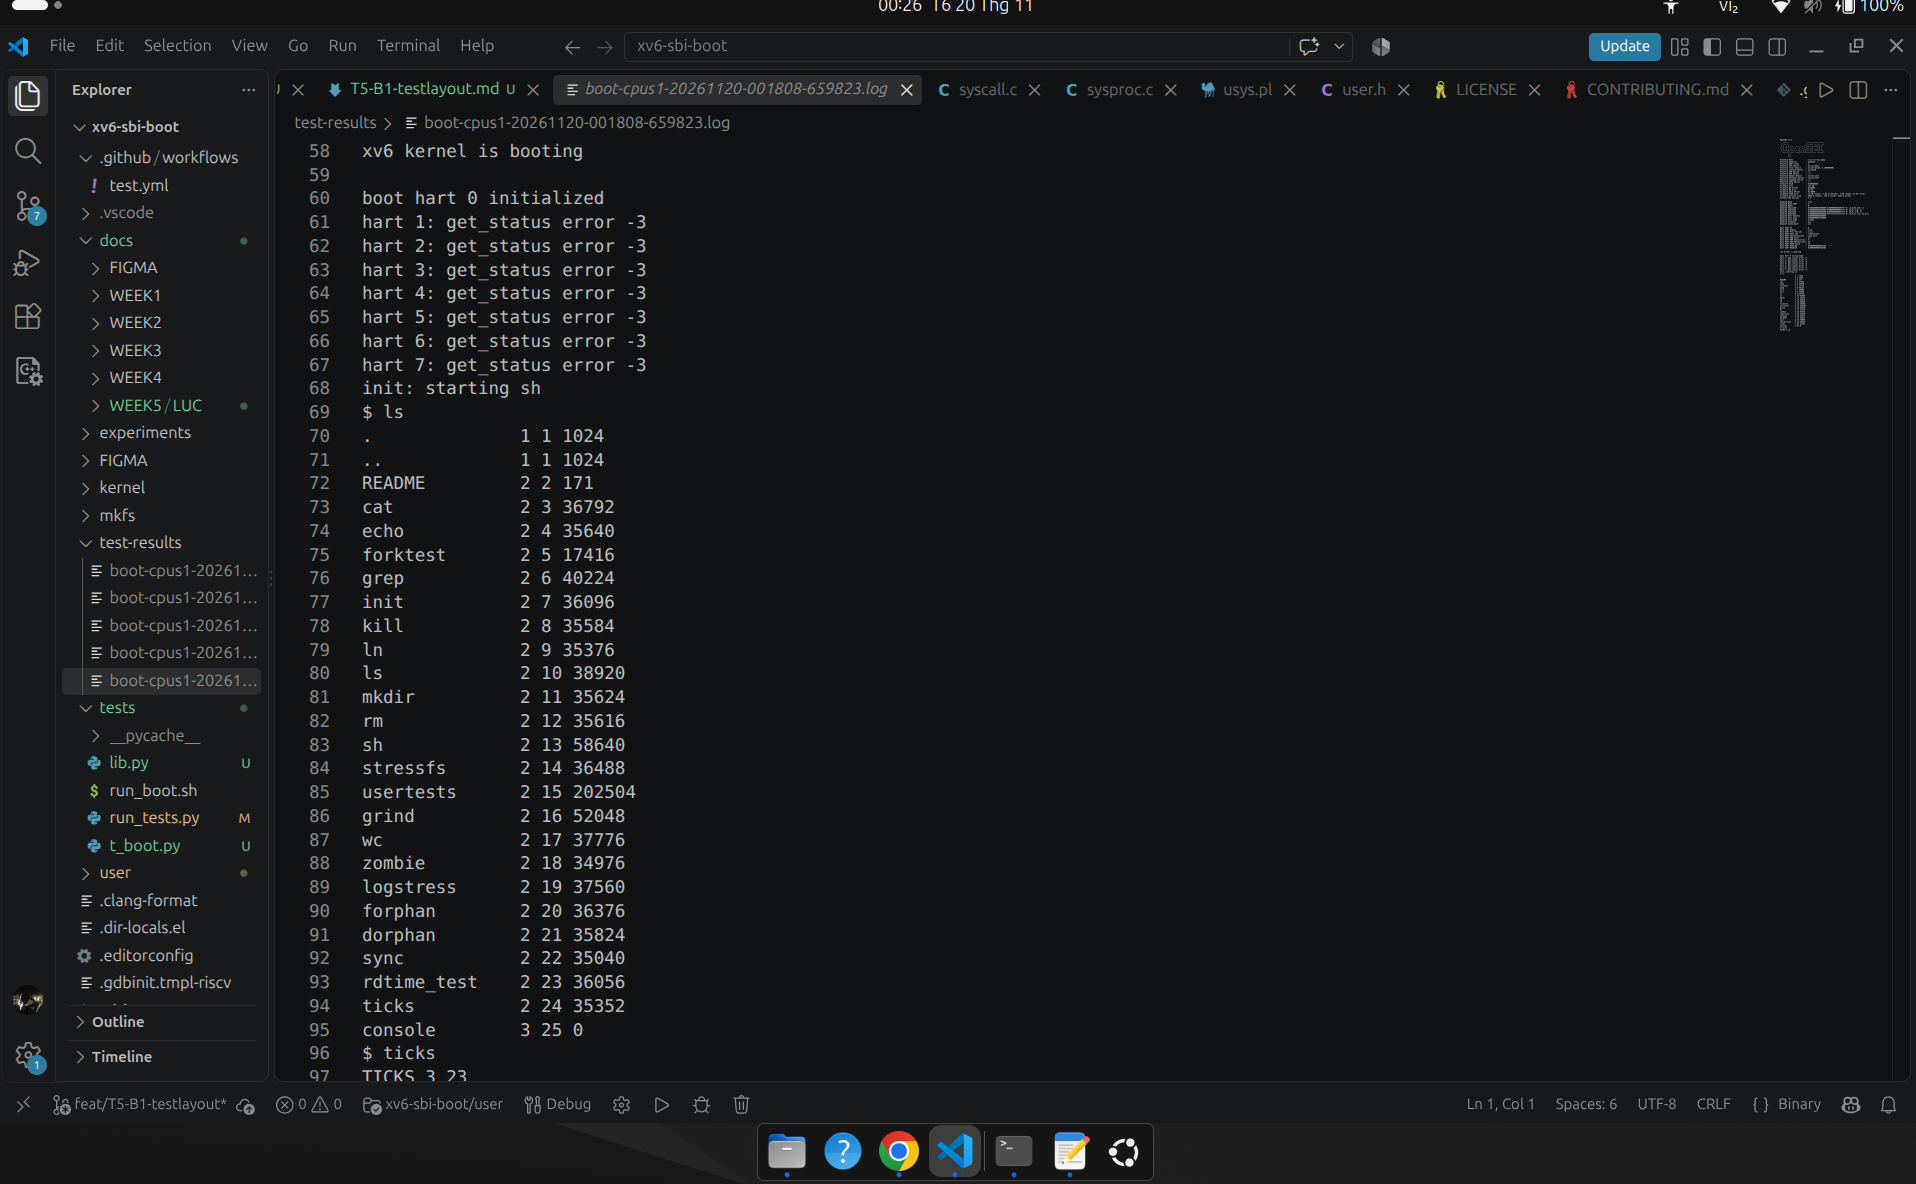 00:26 T6 20 Thg 11
VI₂
100%
File Edit Selection View Go Run Terminal Help
xv6-sbi-boot
Update
Explorer
T5-B1-testlayout.md U
boot-cpus1-20261120-001808-659823.log
syscall.c
sysproc.c
usys.pl
user.h
LICENSE
CONTRIBUTING.md
test-results > boot-cpus1-20261120-001808-659823.log
xv6-sbi-boot
.github/workflows
test.yml
.vscode
docs
FIGMA
WEEK1
WEEK2
WEEK3
WEEK4
WEEK5/LUC
experiments
FIGMA
kernel
mkfs
test-results
boot-cpus1-20261...
boot-cpus1-20261...
boot-cpus1-20261...
boot-cpus1-20261...
boot-cpus1-20261...
tests
__pycache__
lib.py U
run_boot.sh
run_tests.py M
t_boot.py U
user
.clang-format
.dir-locals.el
.editorconfig
.gdbinit.tmpl-riscv
Outline
Timeline
7
1
58 xv6 kernel is booting
59
60 boot hart 0 initialized
61 hart 1: get_status error -3
62 hart 2: get_status error -3
63 hart 3: get_status error -3
64 hart 4: get_status error -3
65 hart 5: get_status error -3
66 hart 6: get_status error -3
67 hart 7: get_status error -3
68 init: starting sh
69 $ ls
70 . 1 1 1024
71 .. 1 1 1024
72 README 2 2 171
73 cat 2 3 36792
74 echo 2 4 35640
75 forktest 2 5 17416
76 grep 2 6 40224
77 init 2 7 36096
78 kill 2 8 35584
79 ln 2 9 35376
80 ls 2 10 38920
81 mkdir 2 11 35624
82 rm 2 12 35616
83 sh 2 13 58640
84 stressfs 2 14 36488
85 usertests 2 15 202504
86 grind 2 16 52048
87 wc 2 17 37776
88 zombie 2 18 34976
89 logstress 2 19 37560
90 forphan 2 20 36376
91 dorphan 2 21 35824
92 sync 2 22 35040
93 rdtime_test 2 23 36056
94 ticks 2 24 35352
95 console 3 25 0
96 $ ticks
97 TICKS 3 23
OpenSBI
feat/T5-B1-testlayout* 0 0 xv6-sbi-boot/user Debug
Ln 1, Col 1 Spaces: 6 UTF-8 CRLF { } Binary